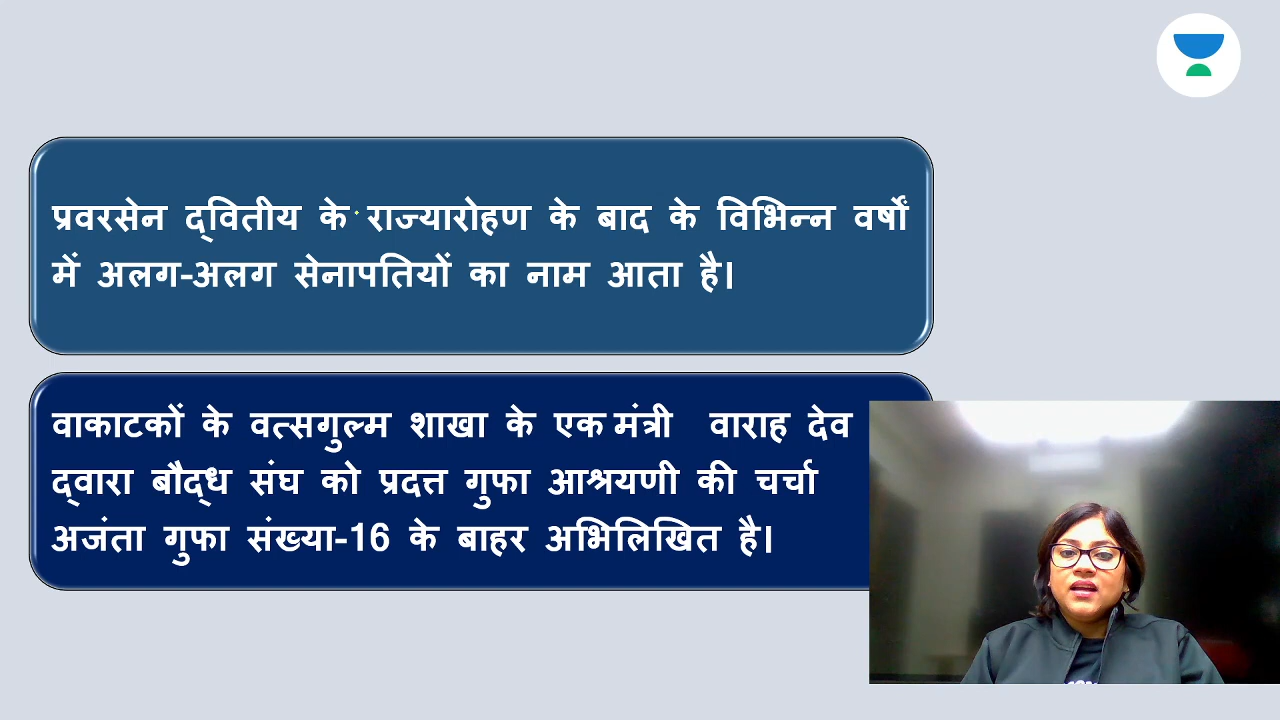 प्रवरसेन द्वितीय के राज्यारोहण के बाद के विभिन्न वर्षों
में अलग-अलग सेनापतियों का नाम आता है।
वाकाटकों के वत्सगुल्म शाखा के एक मंत्री वाराह देव
द्वारा बौद्ध संघ को प्रदत्त गुफा आश्रयणी की चर्चा
अजंता गुफा संख्या-16 के बाहर अभिलिखित है।